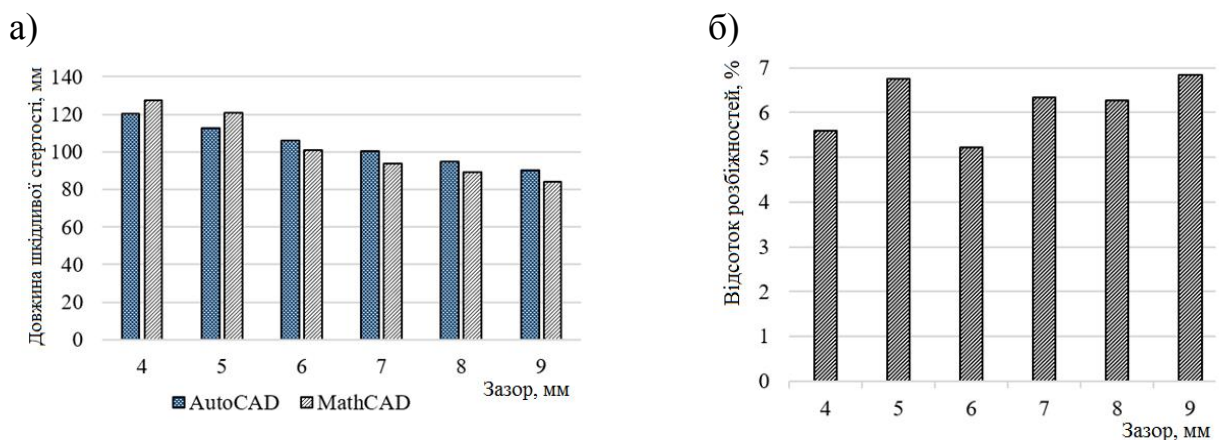 а)
Довжина шкідливої стертості, мм
140
120
100
80
60
40
20
0
4 5 6 7 8 9
Зазор, мм
AutoCAD MathCAD
б)
Відсоток розбіжностей, %
7
6
5
4
3
2
1
0
4 5 6 7 8 9
Зазор, мм